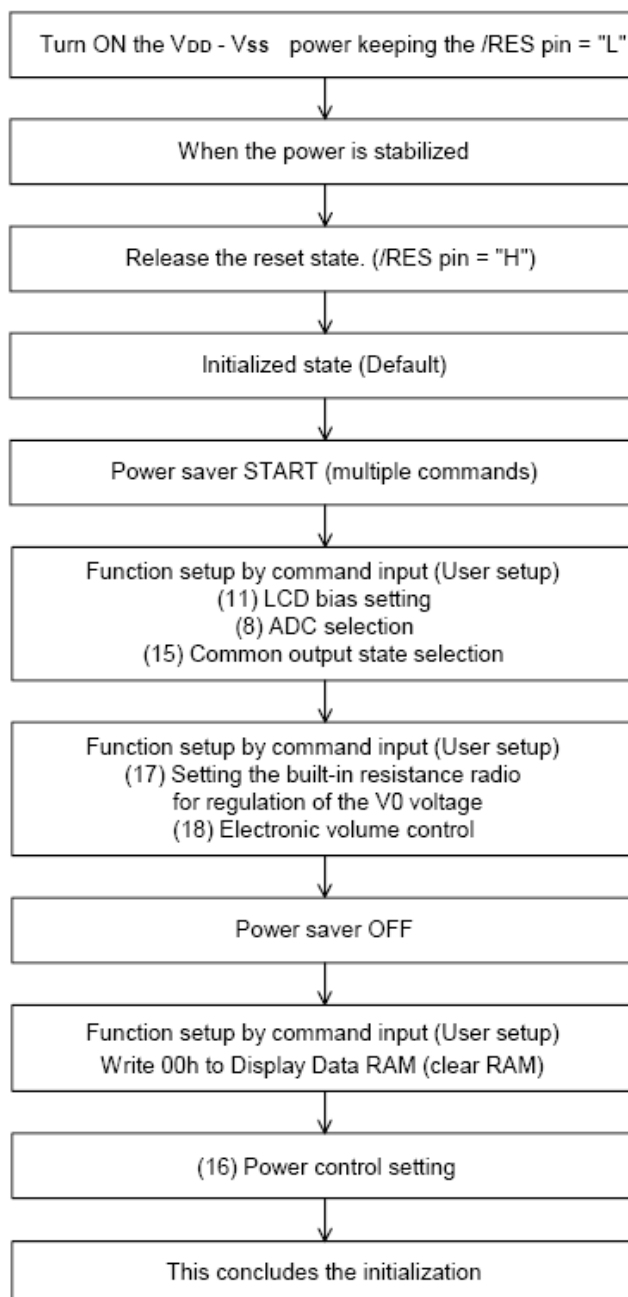 Turn ON the VDD - Vss power keeping the /RES pin = "L"
When the power is stabilized
Release the reset state. (/RES pin = "H")
Initialized state (Default)
Power saver START (multiple commands)
Function setup by command input (User setup)
(11) LCD bias setting
(8) ADC selection
(15) Common output state selection
Function setup by command input (User setup)
(17) Setting the built-in resistance radio
for regulation of the V0 voltage
(18) Electronic volume control
Power saver OFF
Function setup by command input (User setup)
Write 00h to Display Data RAM (clear RAM)
(16) Power control setting
This concludes the initialization